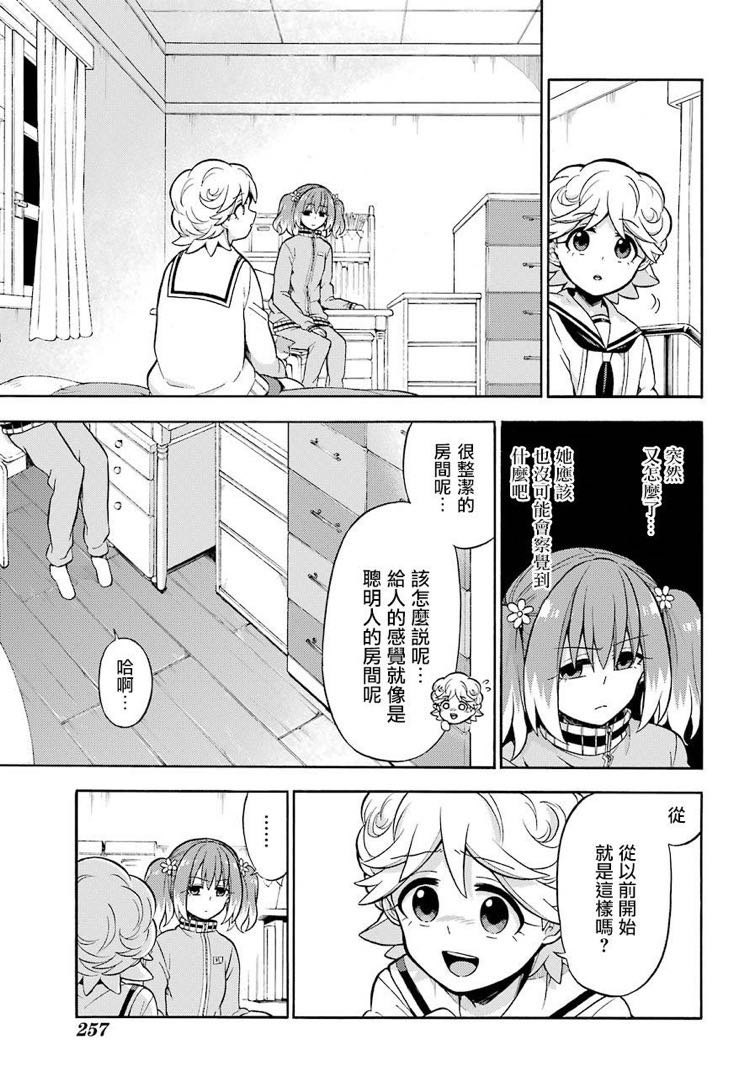 突然
又怎麼了…
她應該
也沒可能會察覺到
什麼吧
很整潔的
房間呢…
該怎麼説呢…
給人的感覺就像是
聰明人的房間呢
哈啊…
從
從以前開始
就是這樣嗎?
……
257